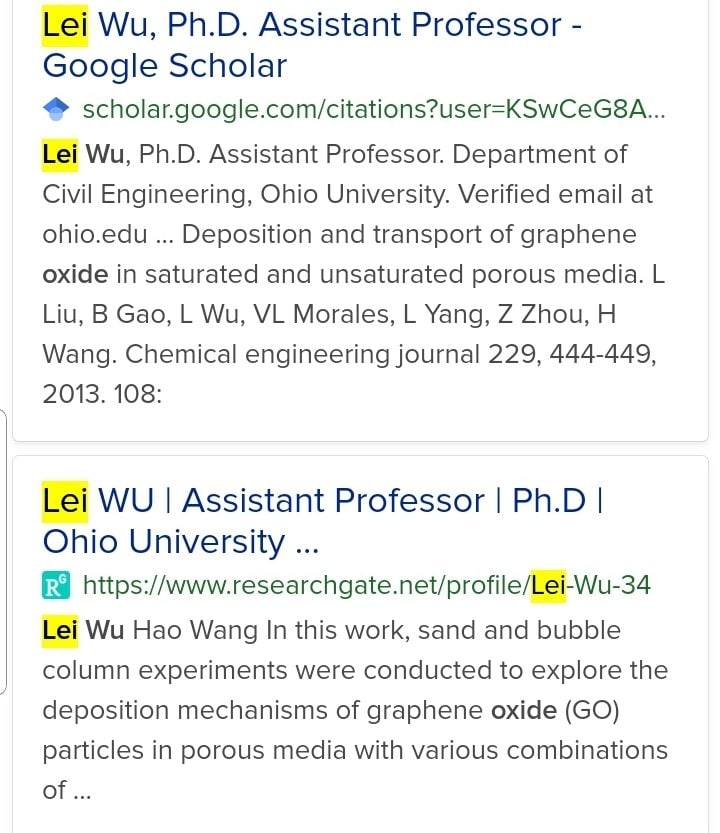 Lei Wu, Ph.D. Assistant Professor -
Google Scholar
scholar.google.com/citations?user=KSwCeG8A...
Lei Wu, Ph.D. Assistant Professor. Department of
Civil Engineering, Ohio University. Verified email at
ohio.edu ... Deposition and transport of graphene
oxide in saturated and unsaturated porous media. L
Liu, B Gao, L Wu, VL Morales, L Yang, Z Zhou, H
Wang. Chemical engineering journal 229, 444-449,
2013. 108:
Lei WU | Assistant Professor | Ph.D |
Ohio University ...
RG https://www.researchgate.net/profile/Lei-Wu-34
Lei Wu Hao Wang In this work, sand and bubble
column experiments were conducted to explore the
deposition mechanisms of graphene oxide (GO)
particles in porous media with various combinations
of ...